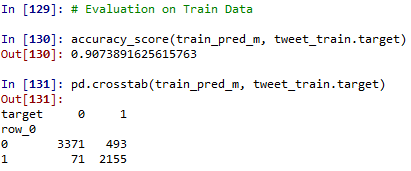 In [129]: # Evaluation on Train Data
In [130]: accuracy_score(train_pred_m, tweet_train.target)
Out[130]: 0.9073891625615763
In [131]: pd.crosstab(train_pred_m, tweet_train.target)
Out[131]:
target 0 1
row_0
0 3371 493
1 71 2155